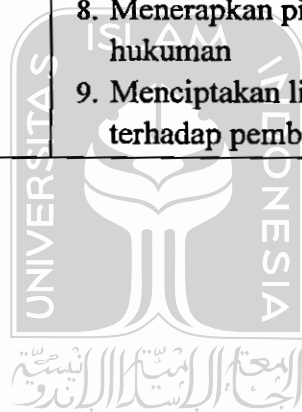 8. Menerapkan pi
hukuman
9. Menciptakan li
terhadap pemb
ISLAM
UNIVERSITAS
INDONESIA